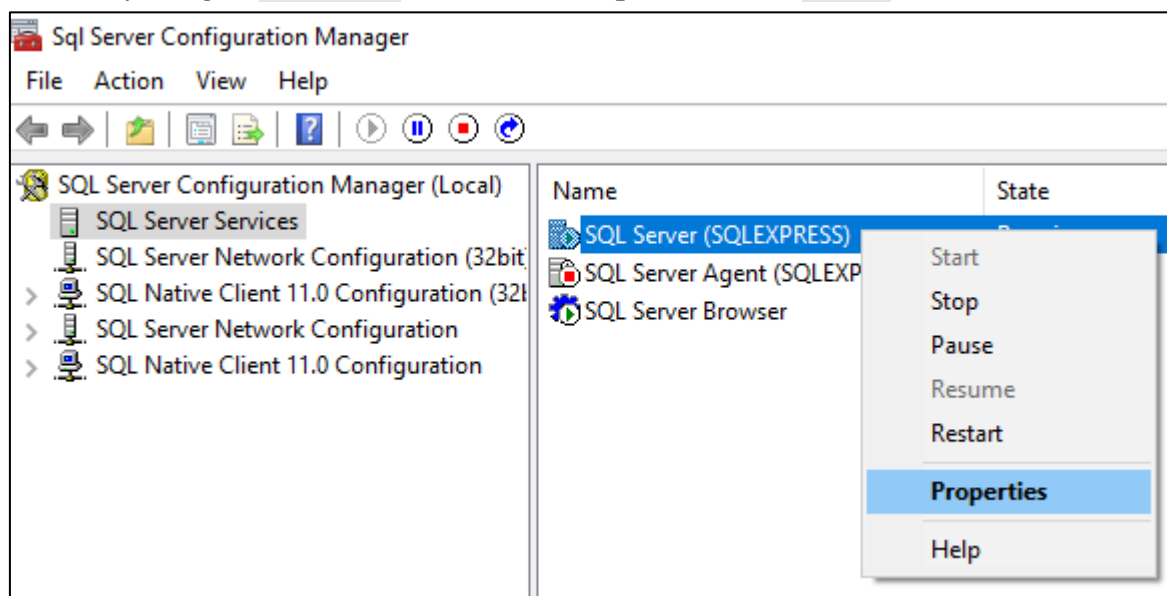 Sql Server Configuration Manager
File Action View Help
SQL Server Configuration Manager (Local)
SQL Server Services
SQL Server Network Configuration (32bit
SQL Native Client 11.0 Configuration (32
SQL Server Network Configuration
SQL Native Client 11.0 Configuration
Name State
SQL Server (SQLEXPRESS)
SQL Server Agent (SQLEXP
SQL Server Browser
Start
Stop
Pause
Resume
Restart
Properties
Help